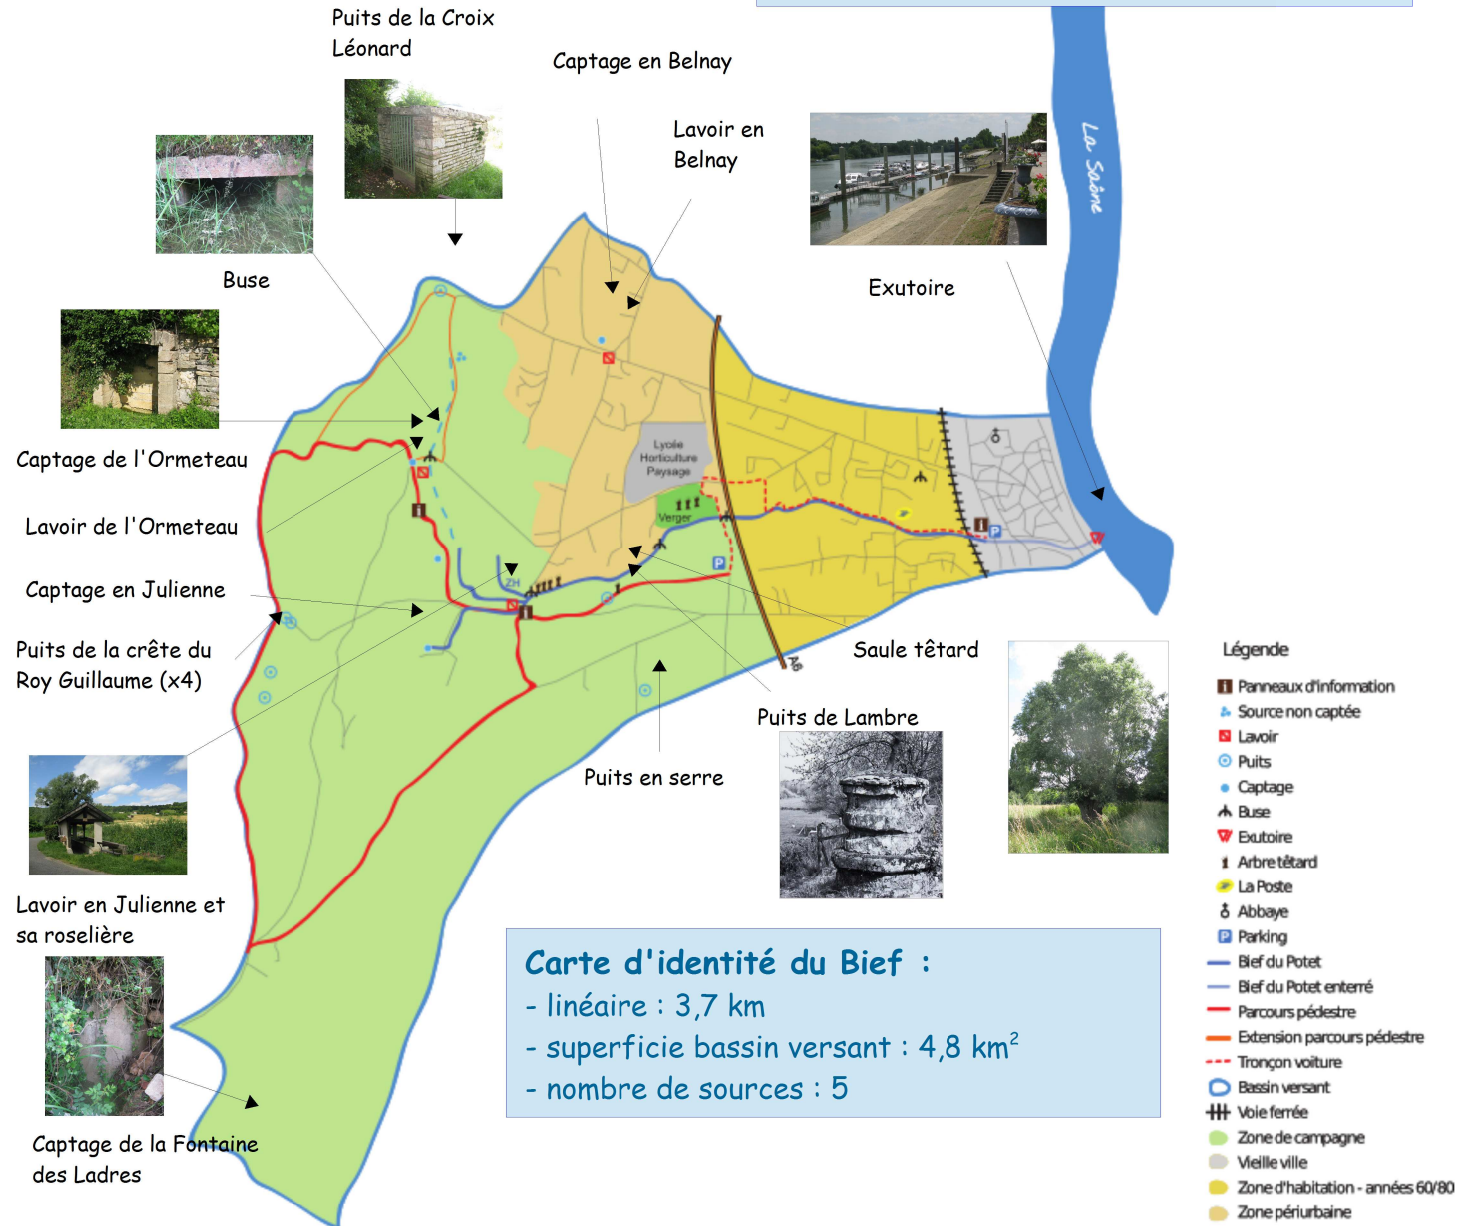 Puits de la Croix
Léonard
Captage en Belnay
Lavoir en
Belnay
La Saône
Buse
Exutoire
Captage de l'Ormeteau
Lycée
Horticulture
Paysage
Verger
Lavoir de l'Ormeteau
ZH
Captage en Julienne
Puits de la crête du
Roy Guillaume (x4)
A6
Saule têtard
Puits de Lambre
Puits en serre
Lavoir en Julienne et
sa roselière
Captage de la Fontaine
des Ladres
Carte d'identité du Bief :
- linéaire : 3,7 km
- superficie bassin versant : 4,8 km²
- nombre de sources : 5
Légende
Panneaux d'information
Source non captée
Lavoir
Puits
Captage
Buse
Exutoire
Arbre têtard
La Poste
Abbaye
P Parking
Bief du Potet
Bief du Potet enterré
Parcours pédestre
Extension parcours pédestre
Tronçon voiture
Bassin versant
Voie ferrée
Zone de campagne
Vieille ville
Zone d'habitation - années 60/80
Zone périurbaine